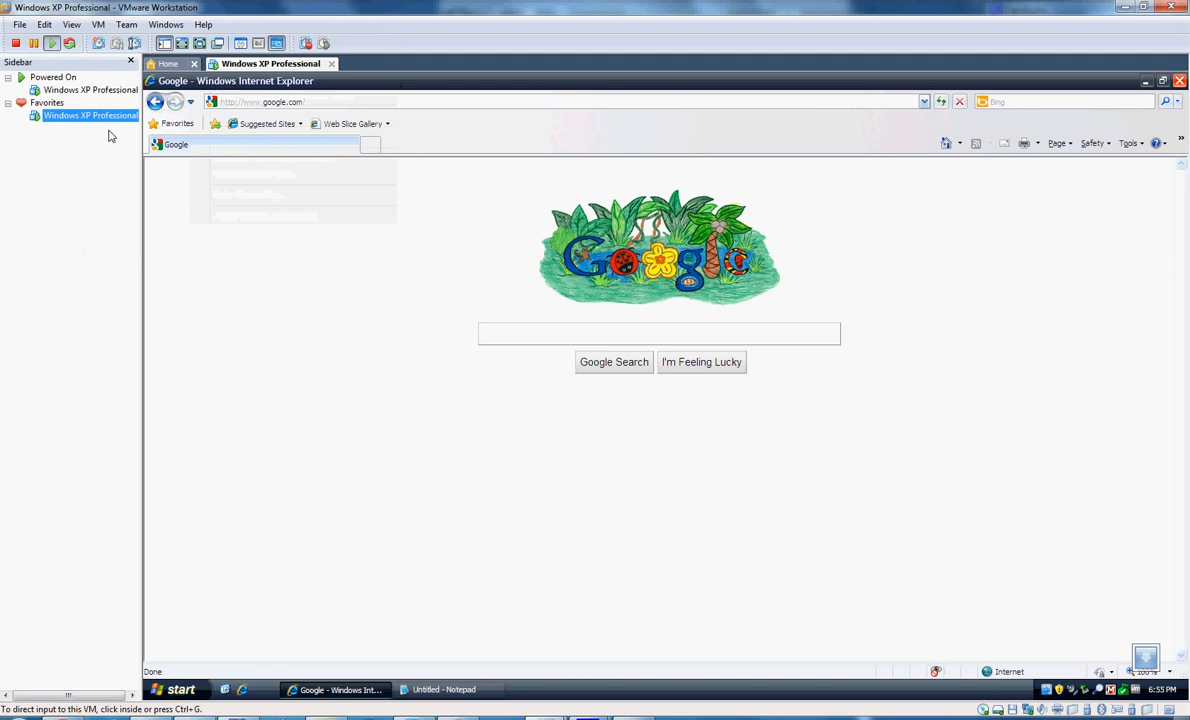 Windows XP Professional - VMware Workstation
File Edit View VM Team Windows Help
Sidebar
Powered On
Windows XP Professional
Favorites
Windows XP Professional
Home Windows XP Professional
Google - Windows Internet Explorer
http://www.google.com/
Bing
Favorites Suggested Sites Web Slice Gallery
Google
Page Safety Tools
Google
Google Search I'm Feeling Lucky
Done
Internet
100%
start Google - Windows Int... Untitled - Notepad 6:55 PM
To direct input to this VM, click inside or press Ctrl+G.